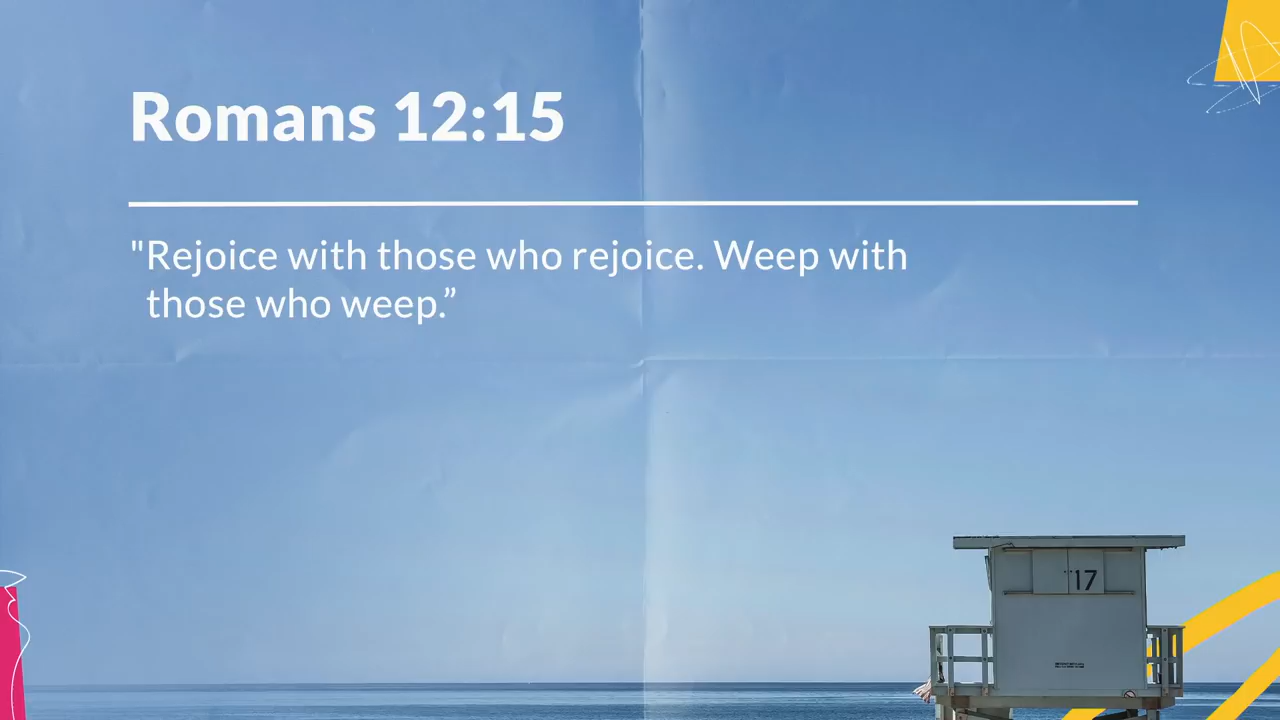 Romans 12:15
"Rejoice with those who rejoice. Weep with
those who weep.”
17